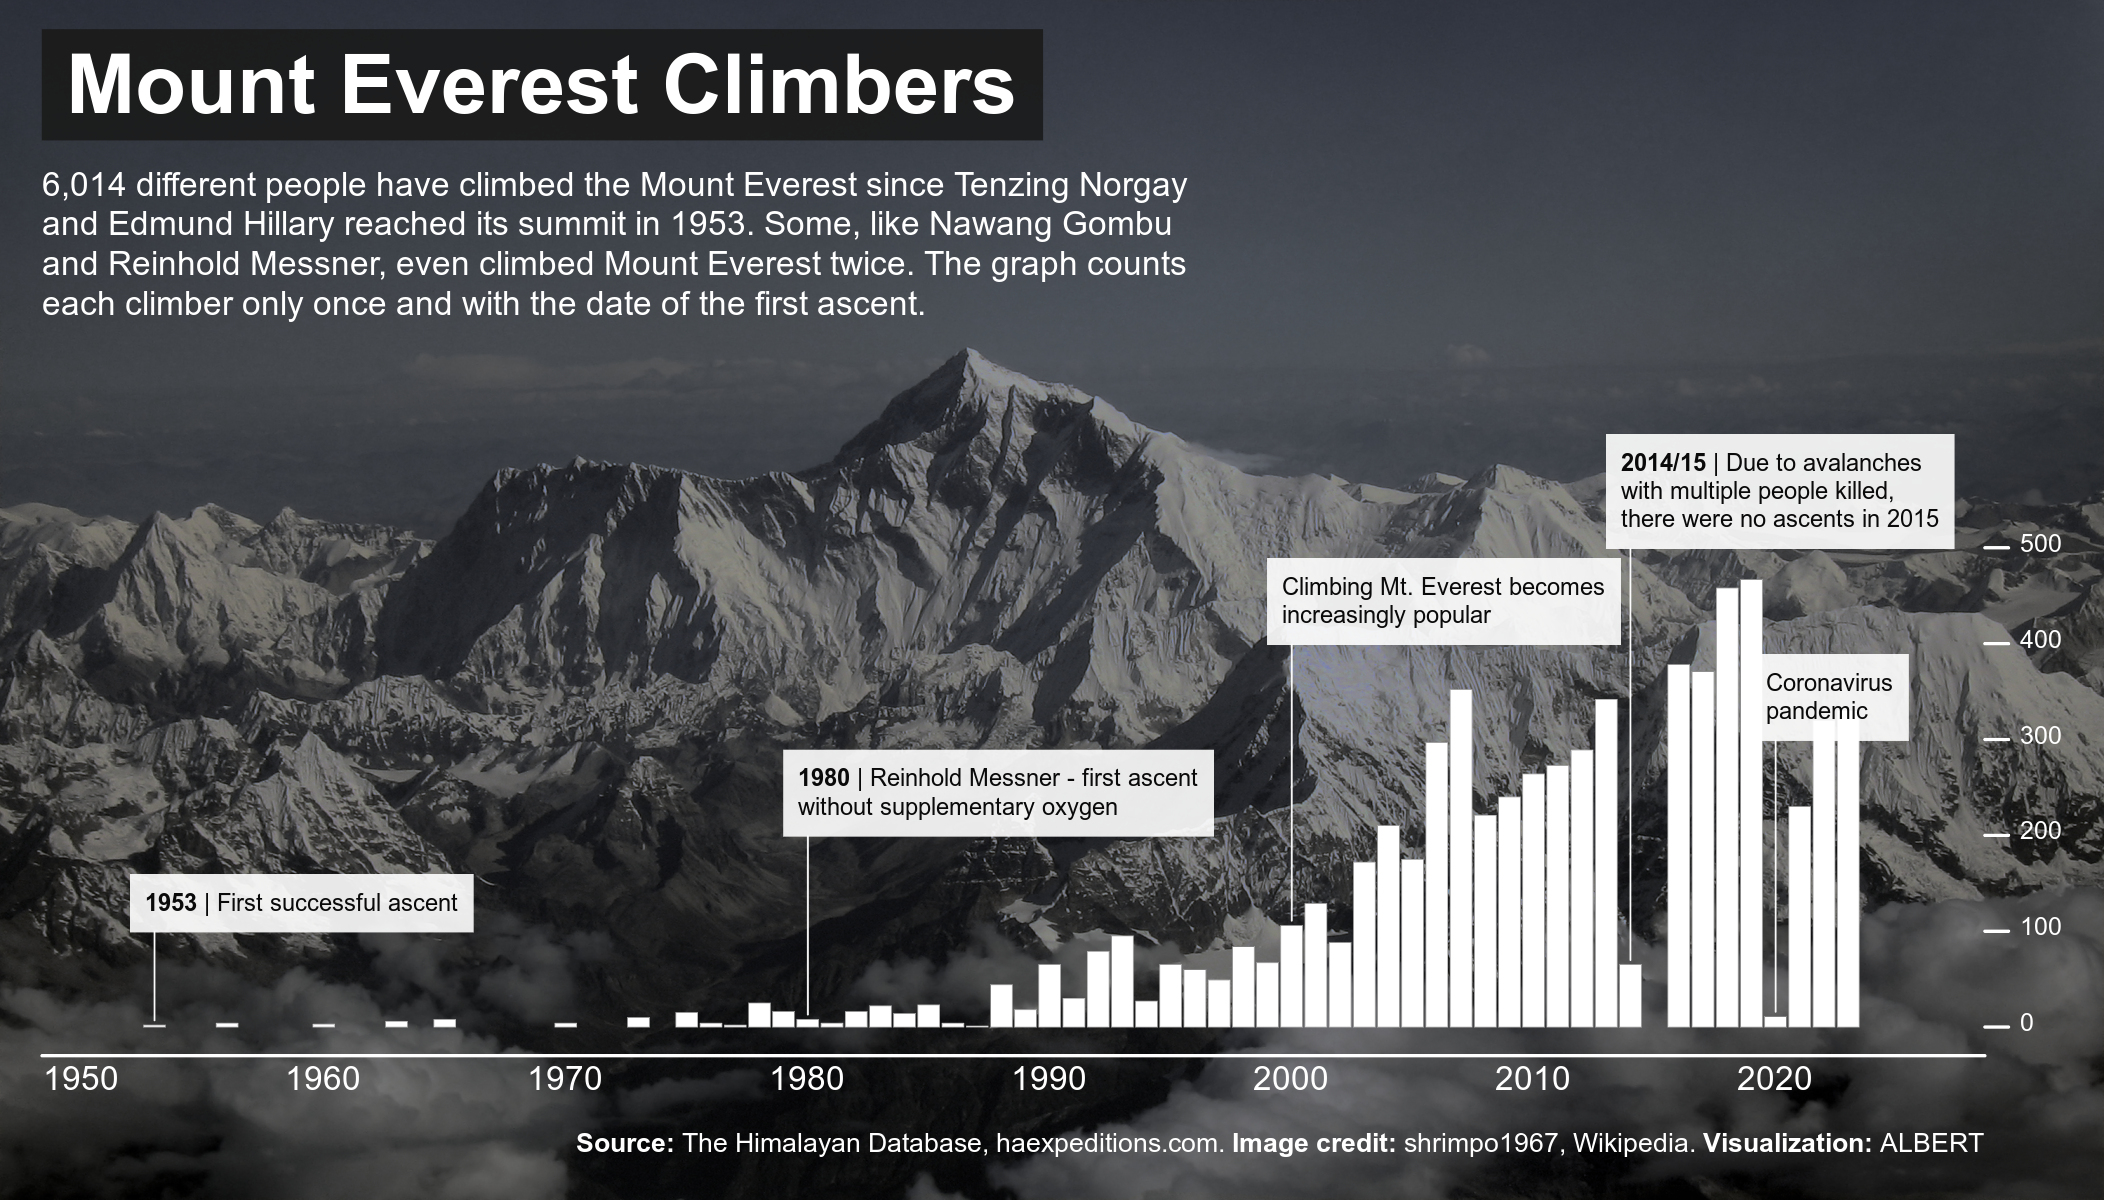 Mount Everest Climbers
6,014 different people have climbed the Mount Everest since Tenzing Norgay
and Edmund Hillary reached its summit in 1953. Some, like Nawang Gombu
and Reinhold Messner, even climbed Mount Everest twice. The graph counts
each climber only once and with the date of the first ascent.
2014/15 | Due to avalanches
with multiple people killed,
there were no ascents in 2015
Climbing Mt. Everest becomes
increasingly popular
Coronavirus
pandemic
1980 | Reinhold Messner - first ascent
without supplementary oxygen
1953 | First successful ascent
500
400
300
200
100
0
1950 1960 1970 1980 1990 2000 2010 2020
Source: The Himalayan Database, haexpeditions.com. Image credit: shrimpo1967, Wikipedia. Visualization: ALBERT